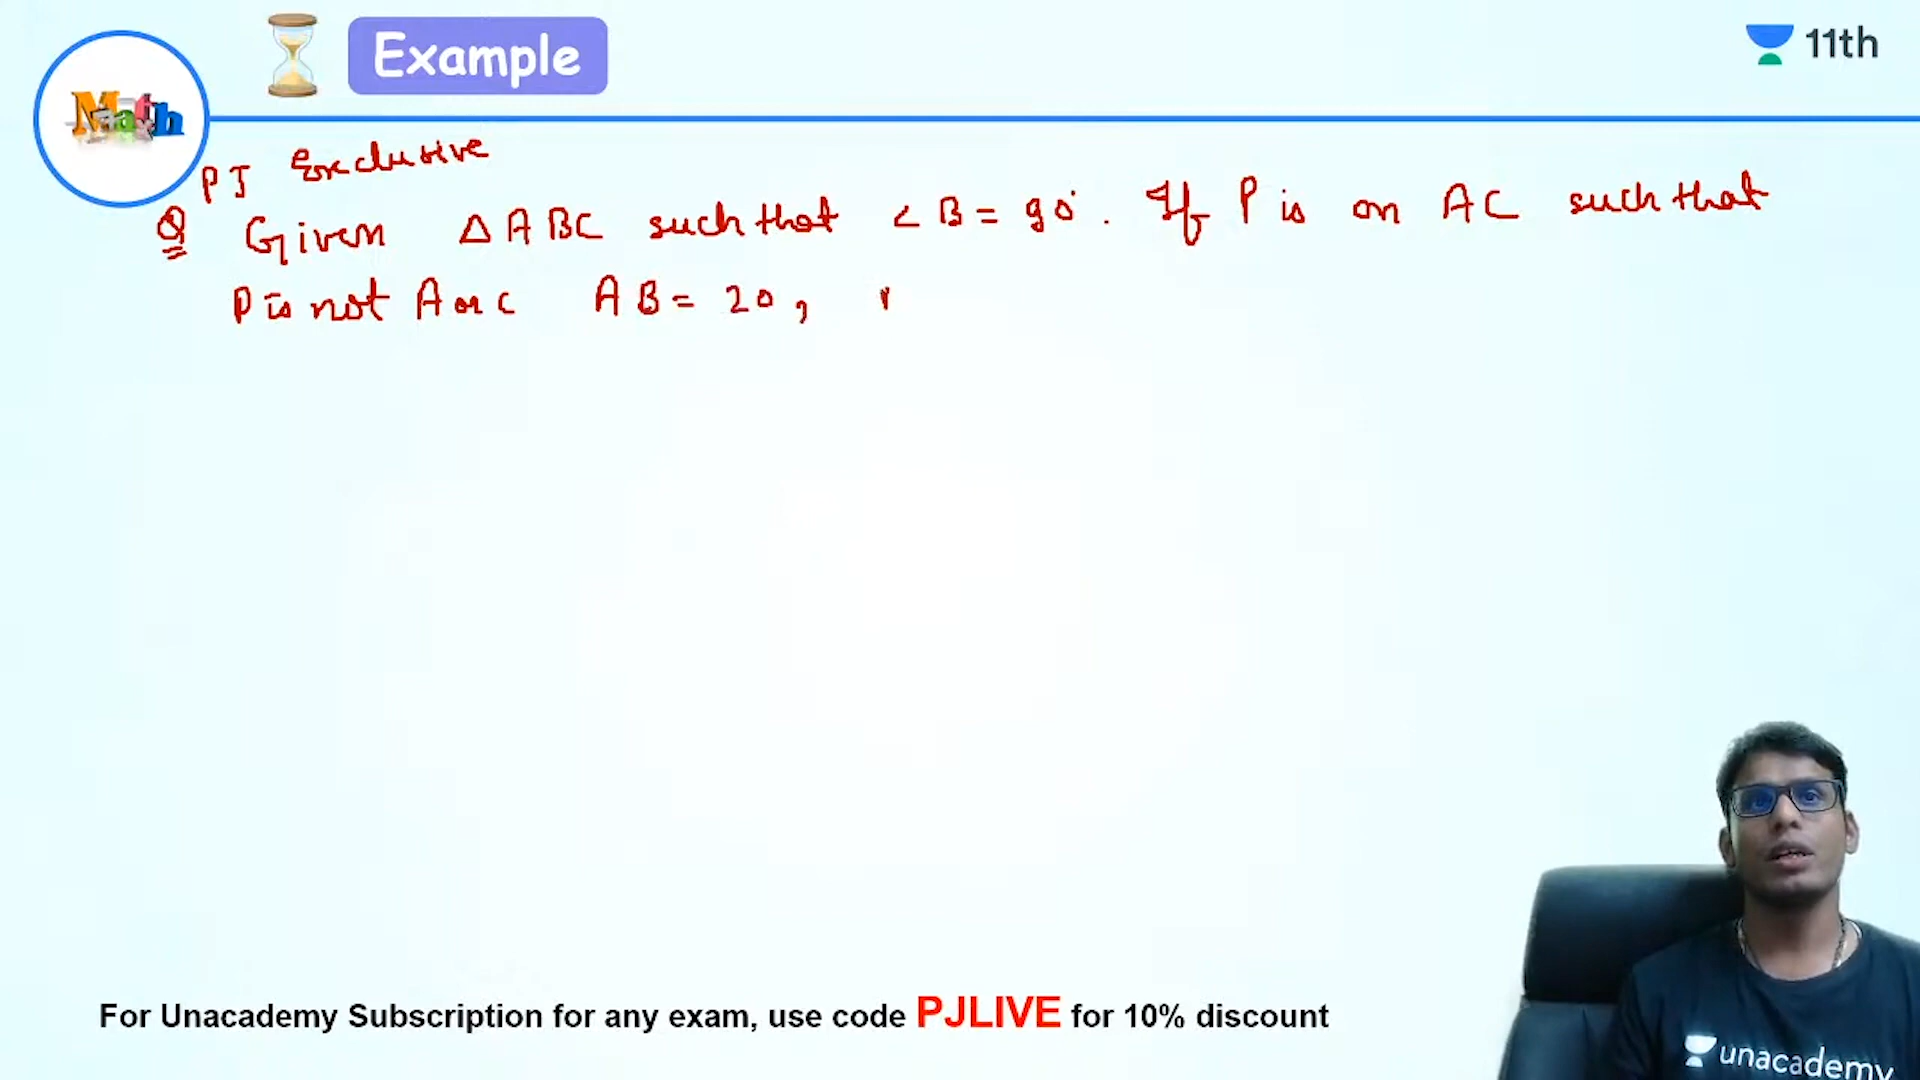 Example
11th
Math
PJ Exclusive
Q Given △ABC such that ∠B = 90°. If P is on AC such that
P is not A or C AB = 20,
For Unacademy Subscription for any exam, use code PJLIVE for 10% discount
unacademy